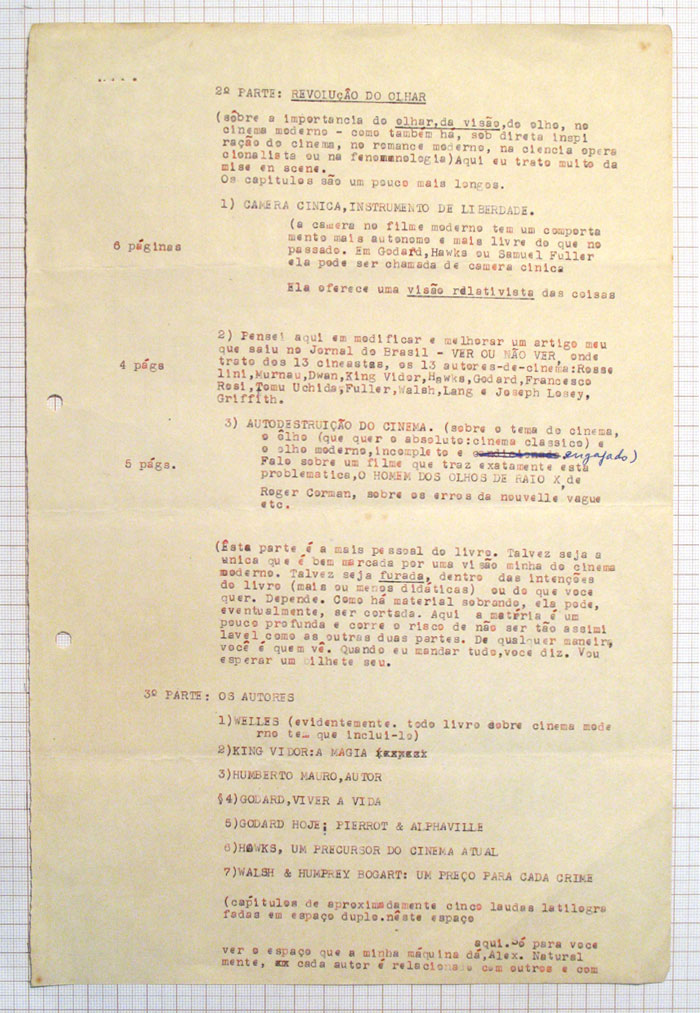 ....
2º PARTE: REVOLUÇÃO DO OLHAR
(sôbre a importancia do olhar,da visão,do olho, no
cinema moderno - como também há, sob direta inspi
ração do cinema, no romance moderno, na ciencia opera
cionalista ou na fenomenologia)Aqui eu trato muito da
mise en scene.
Os capitulos são um pouco mais longos.
1) CAMERA CINICA,INSTRUMENTO DE LIBERDADE.
(a camera no filme moderno tem um comporta
6 páginas
mento mais autonomo e mais livre do que no
passado. Em Godard,Hawks ou Samuel Fuller
ela pode ser chamada de camera cinica
Ela oferece uma visão relativista das coisas
2) Pensei aqui em modificar e melhorar um artigo meu
que saiu no Jornal do Brasil - VER OU NÃO VER, onde
4 págs
trato dos 13 cineastas, os 13 autores-de-cinema:Rosse
lini,Murnau,Dwan,King Vidor,Hawks,Godard,Francesco
Rosi,Tomu Uchida,Fuller,Walsh,Lang e Joseph Losey,
Griffith.
3) AUTODESTRUIÇÃO DO CINEMA. (sobre o tema do cinema,
o ôlho (que quer o absoluto:cinema classico) e
o olho moderno,incompleto e condicionado engajado)
5 págs.
Falo sobre um filme que traz exatamente esta
problematica,O HOMEM DOS OLHOS DE RAIO X,de
Roger Corman, sobre os erros da nouvelle vague
etc.
(Esta parte é a mais pessoal do livro. Talvez seja a
unica que é bem marcada por uma visão minha do cinema
moderno. Talvez seja furada, dentro das intenções
do livro (mais ou menos didáticas) ou do que voce
quer. Depende. Como há material sobrando, ela pode,
eventualmente, ser cortada. Aqui a matéria é um
pouco profunda e corre o risco de não ser tão assimi
lavel como as outras duas partes. De qualquer maneir,
você é quem vê. Quando eu mandar tudo,voce diz. Vou
esperar um bilhete seu.
3º PARTE: OS AUTORES
1)WELLES (evidentemente. todo livro sobre cinema mode
rno tem que inclui-lo)
2)KING VIDOR:A MAGIA xxxxxx
3)HUMBERTO MAURO,AUTOR
§4)GODARD,VIVER A VIDA
5)GODARD HOJE; PIERROT & ALPHAVILLE
6)HAWKS, UM PRECURSOR DO CINEMA ATUAL
7)WALSH & HUMPREY BOGART: UM PREÇO PARA CADA CRIME
(capitulos de aproximadamente cinco laudas latilogra
fadas em espaço duplo.nêste espaço
aqui.Só para voce
ver o espaço que a minha máquina dá,Alex. Natural
mente, xx cada autor é relacionado com outros e com